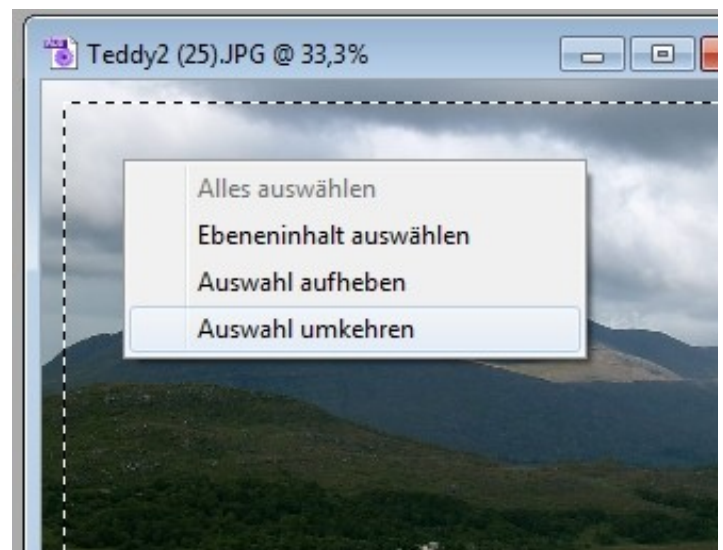 Teddy2 (25).JPG @ 33,3%
Alles auswählen
Ebeneninhalt auswählen
Auswahl aufheben
Auswahl umkehren